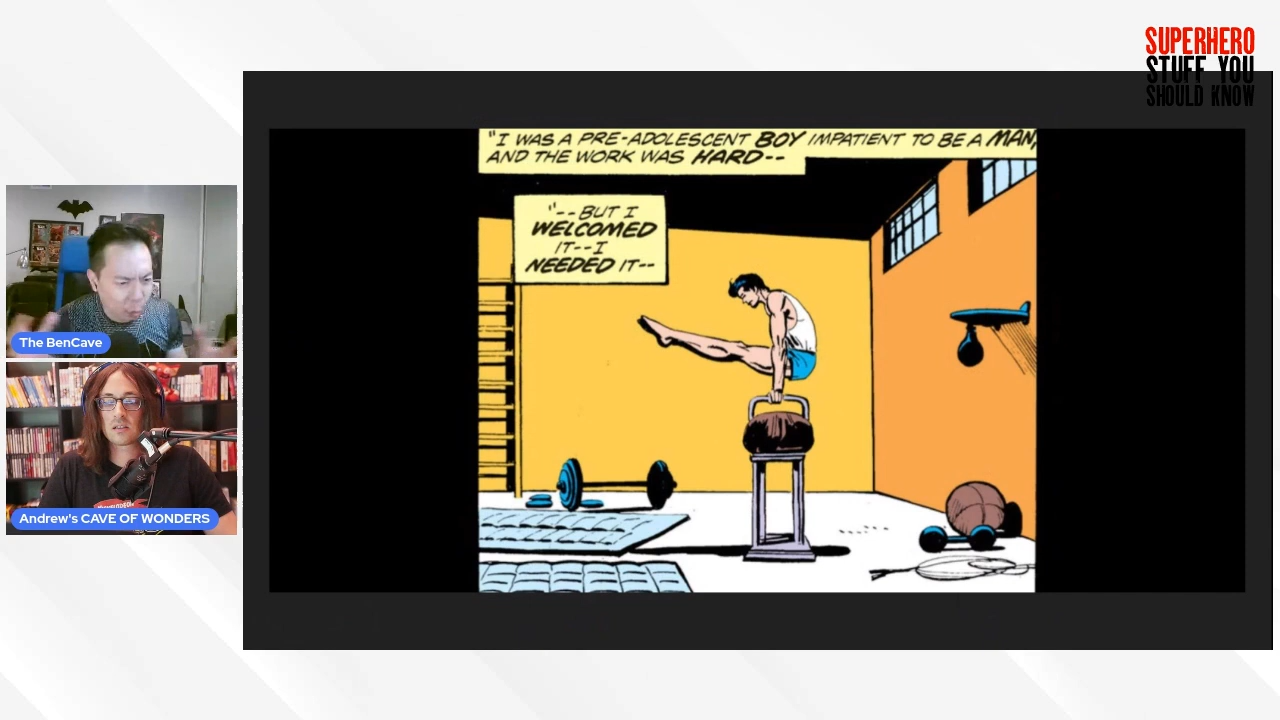 SUPERHERO
STUFF YOU
SHOULD KNOW
"I WAS A PRE-ADOLESCENT BOY IMPATIENT TO BE A MAN,
AND THE WORK WAS HARD--
"--BUT I
WELCOMED
IT--I
NEEDED IT--
The BenCave
Andrew's CAVE OF WONDERS